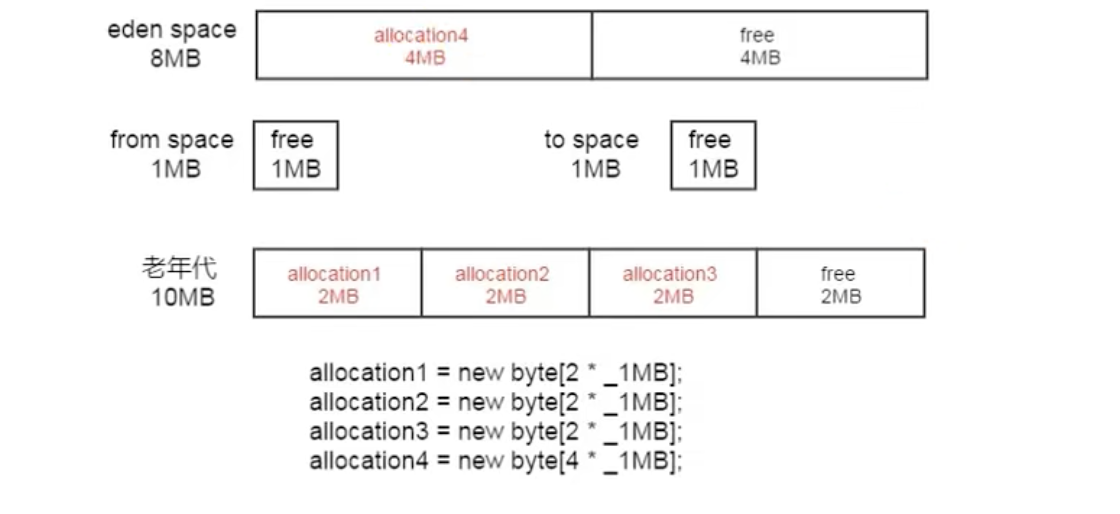 eden space
8MB
allocation4
4MB
free
4MB
from space
1MB
free
1MB
to space
1MB
free
1MB
老年代
10MB
allocation1
2MB
allocation2
2MB
allocation3
2MB
free
2MB
allocation1 = new byte[2 * _1MB];
allocation2 = new byte[2 * _1MB];
allocation3 = new byte[2 * _1MB];
allocation4 = new byte[4 * _1MB];